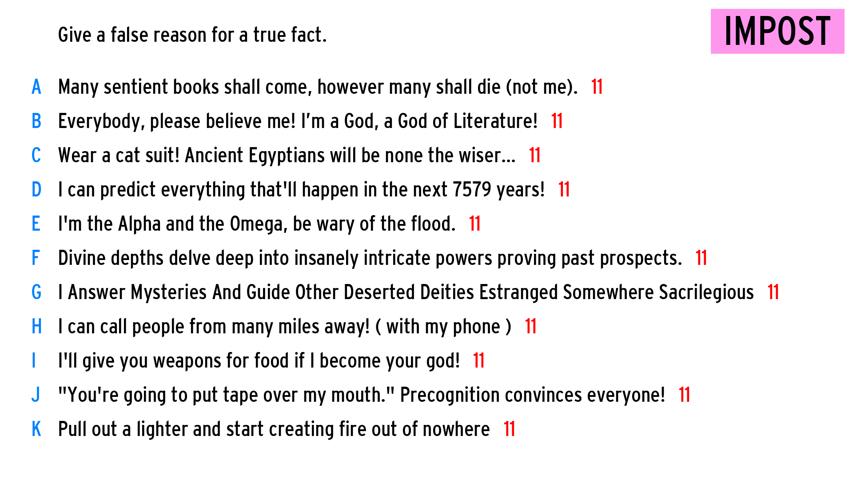 Give a false reason for a true fact.
IMPOST
A Many sentient books shall come, however many shall die (not me). 11
B Everybody, please believe me! I'm a God, a God of Literature! 11
C Wear a cat suit! Ancient Egyptians will be none the wiser... 11
D I can predict everything that'll happen in the next 7579 years! 11
E I'm the Alpha and the Omega, be wary of the flood. 11
F Divine depths delve deep into insanely intricate powers proving past prospects. 11
G I Answer Mysteries And Guide Other Deserted Deities Estranged Somewhere Sacrilegious 11
H I can call people from many miles away! ( with my phone ) 11
I I'll give you weapons for food if I become your god! 11
J "You're going to put tape over my mouth." Precognition convinces everyone! 11
K Pull out a lighter and start creating fire out of nowhere 11